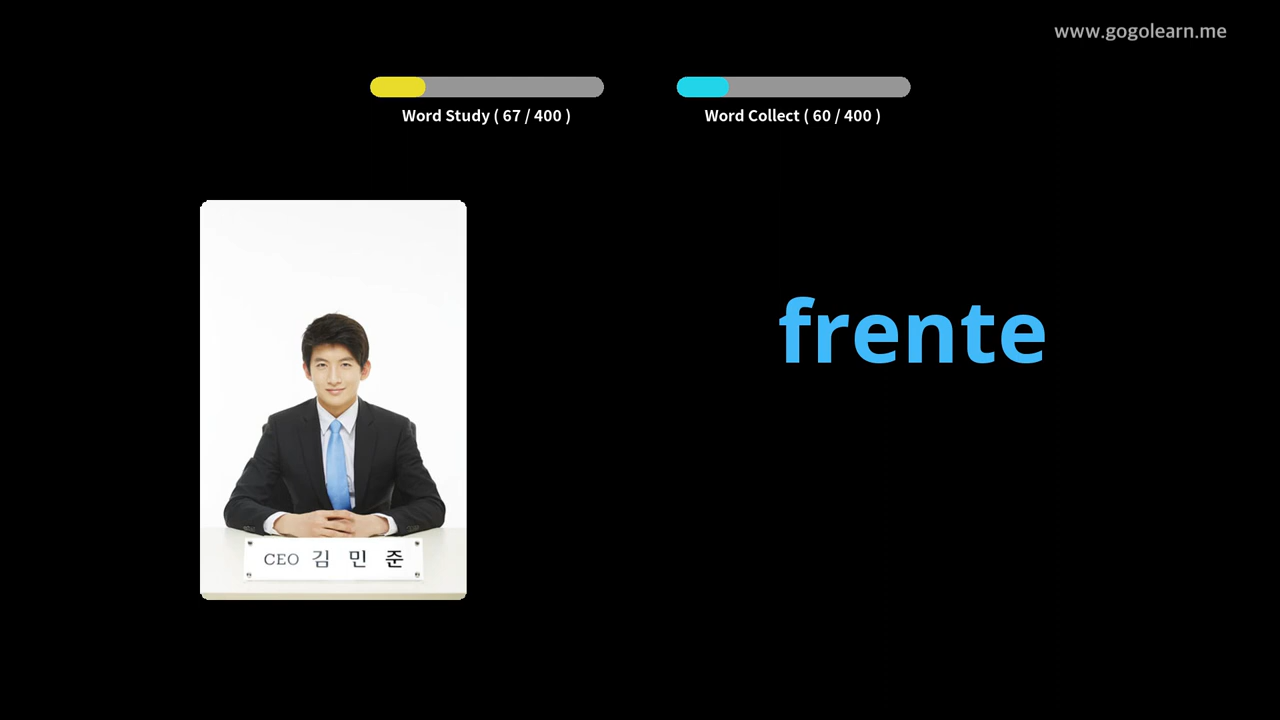 www.gogolearn.me
Word Study ( 67 / 400 )
Word Collect ( 60 / 400 )
frente
CEO 김 민 준